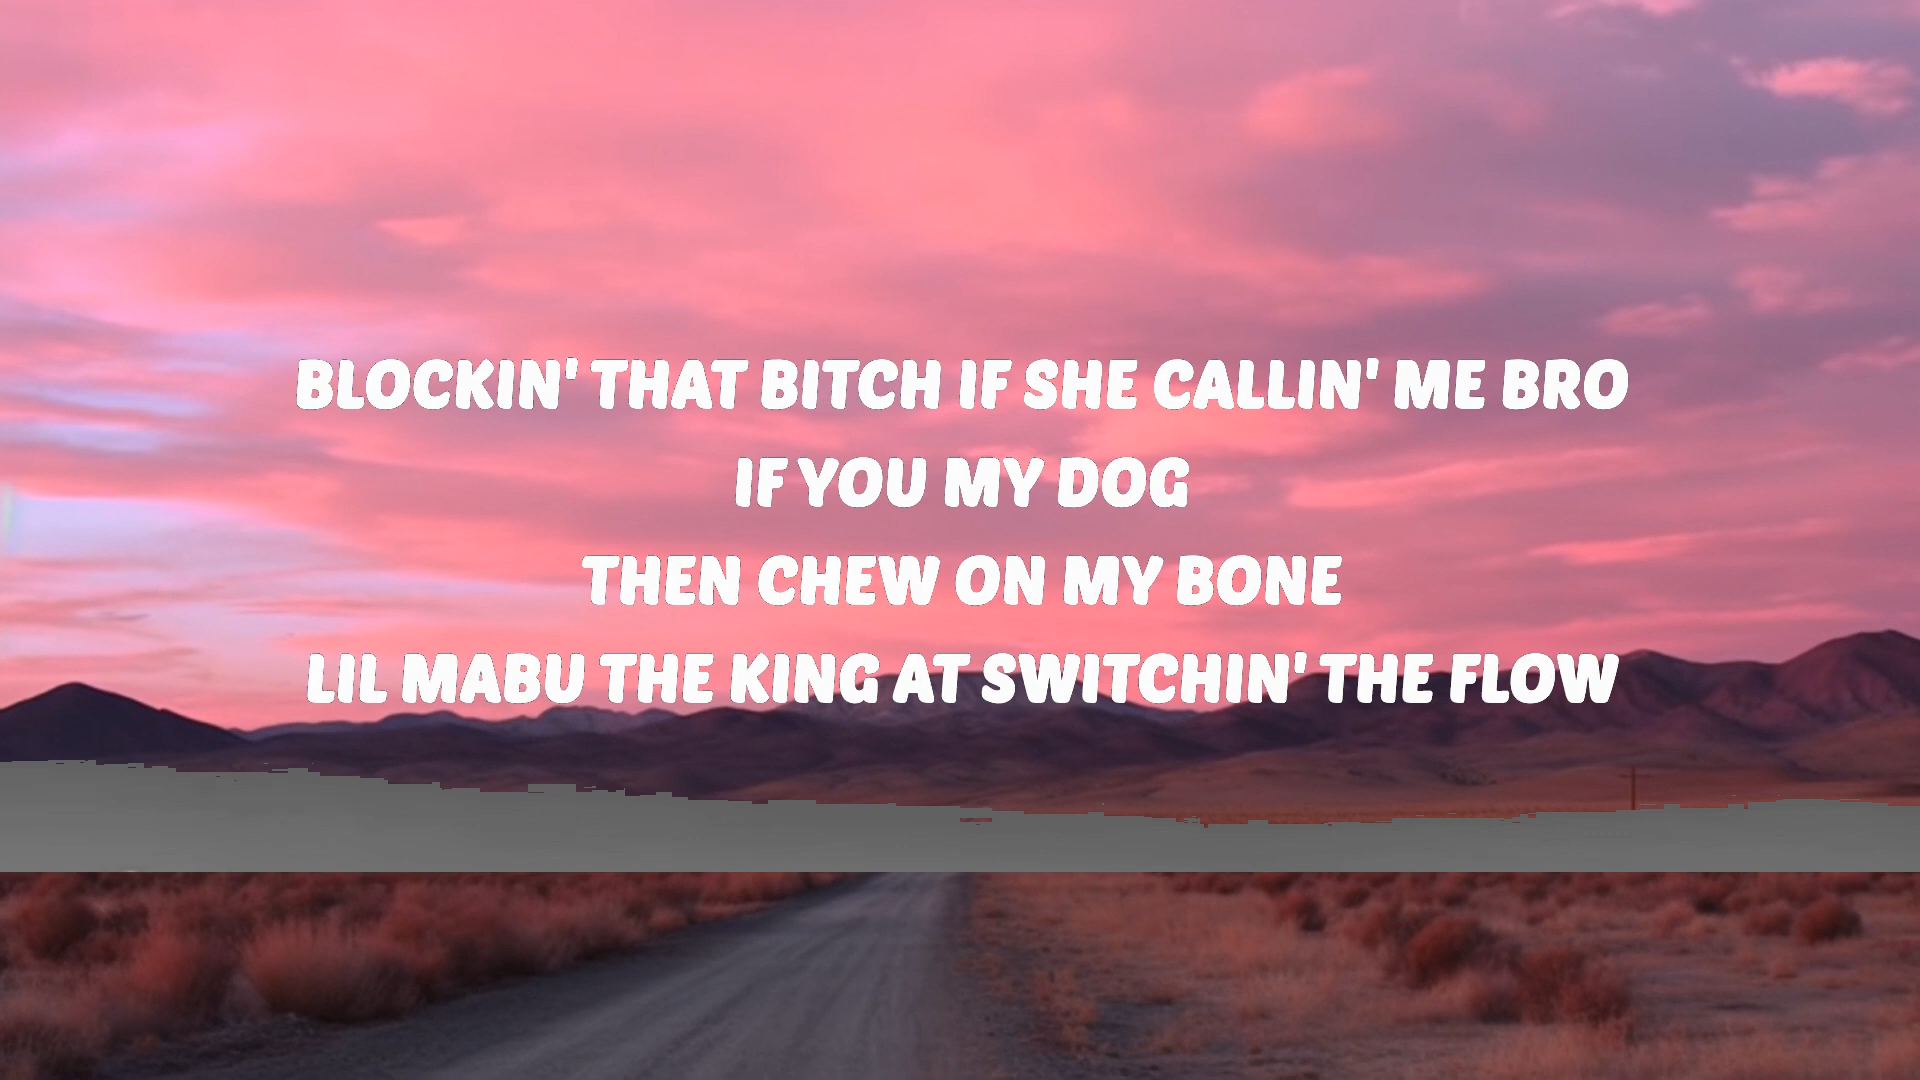 BLOCKIN' THAT BITCH IF SHE CALLIN' ME BRO
IF YOU MY DOG
THEN CHEW ON MY BONE
LIL MABU THE KING AT SWITCHIN' THE FLOW